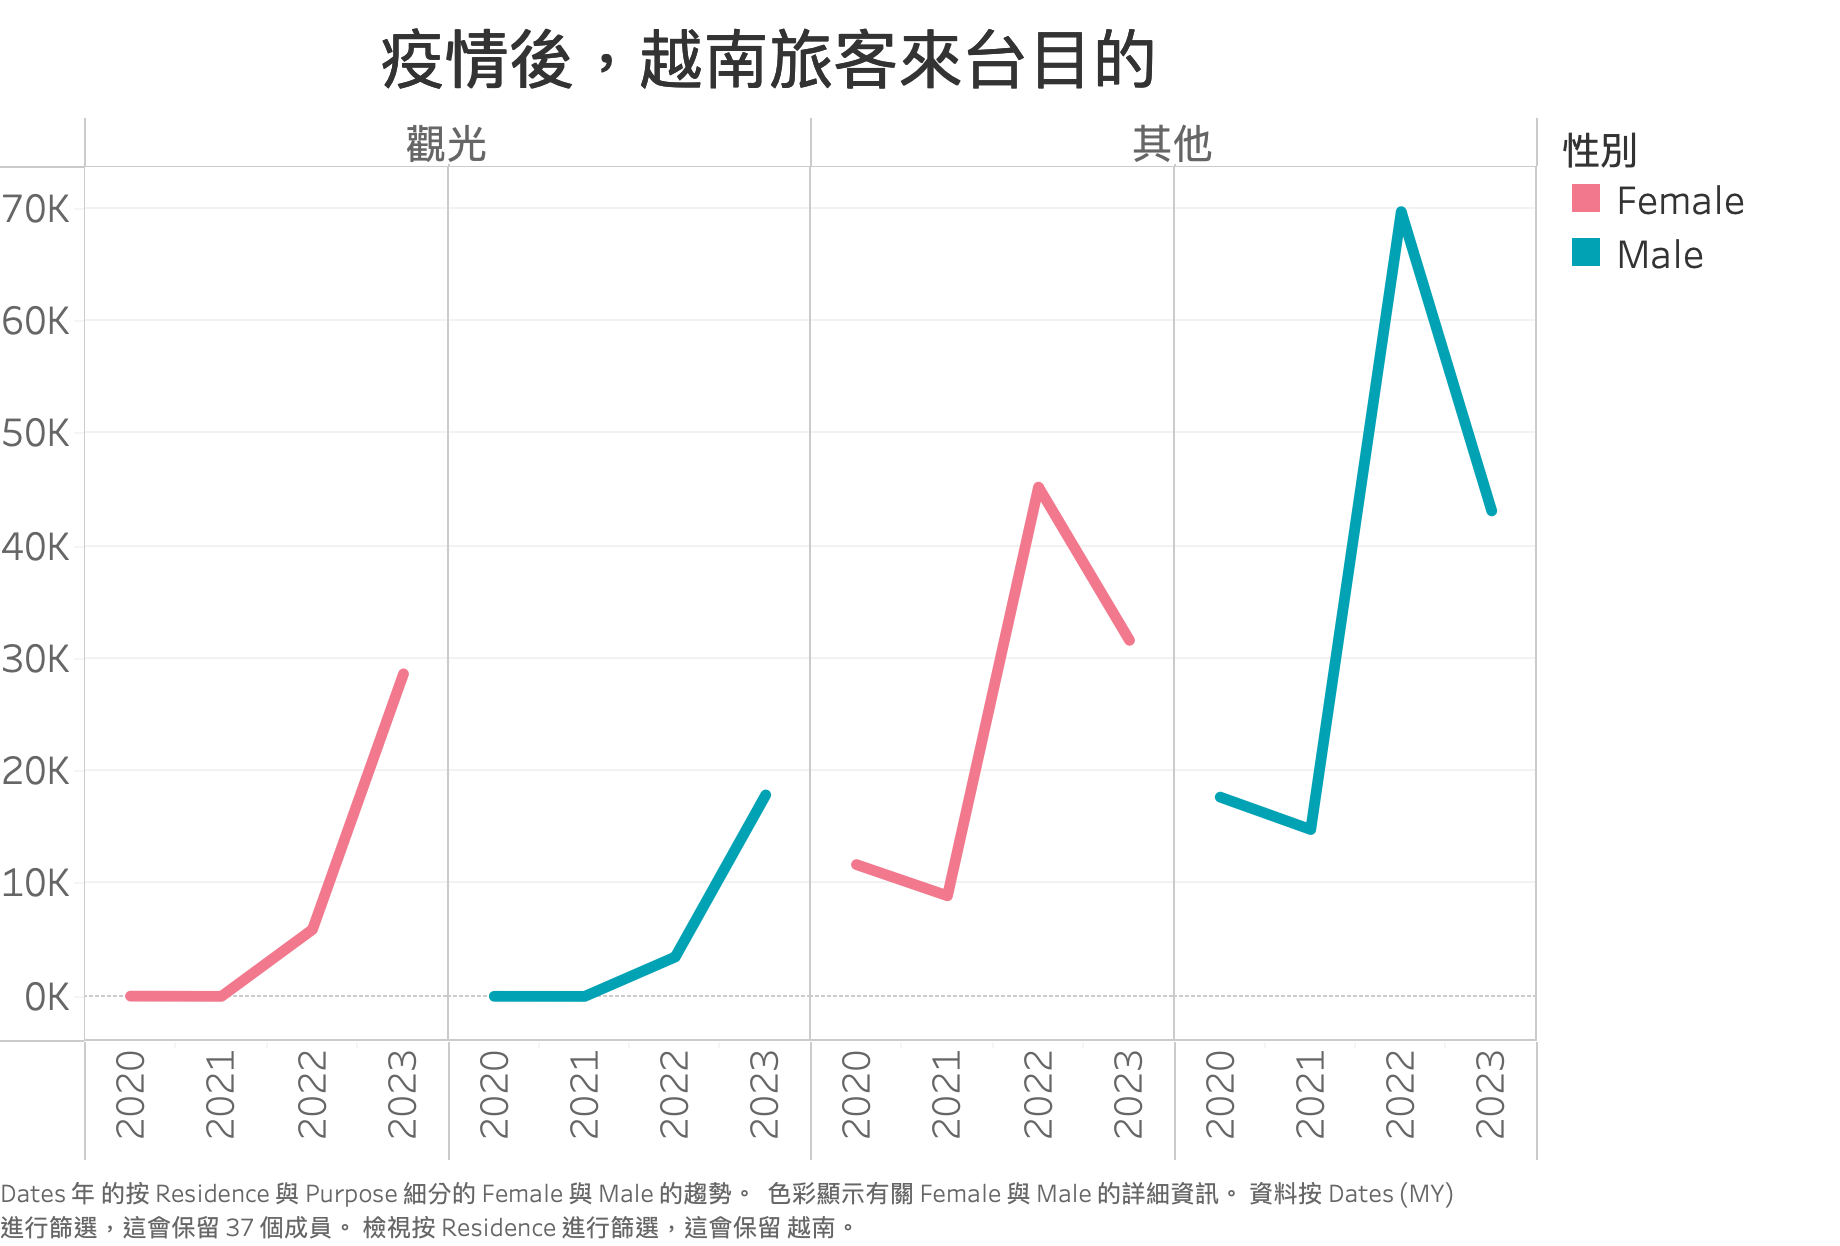 疫情後，越南旅客來台目的
觀光 其他
性別
Female
Male
70K
60K
50K
40K
30K
20K
10K
0K
2020 2021 2022 2023 2020 2021 2022 2023 2020 2021 2022 2023 2020 2021 2022 2023
Dates 年 的按 Residence 與 Purpose 細分的 Female 與 Male 的趨勢。 色彩顯示有關 Female 與 Male 的詳細資訊。 資料按 Dates (MY)
進行篩選，這會保留 37 個成員。 檢視按 Residence 進行篩選，這會保留 越南。